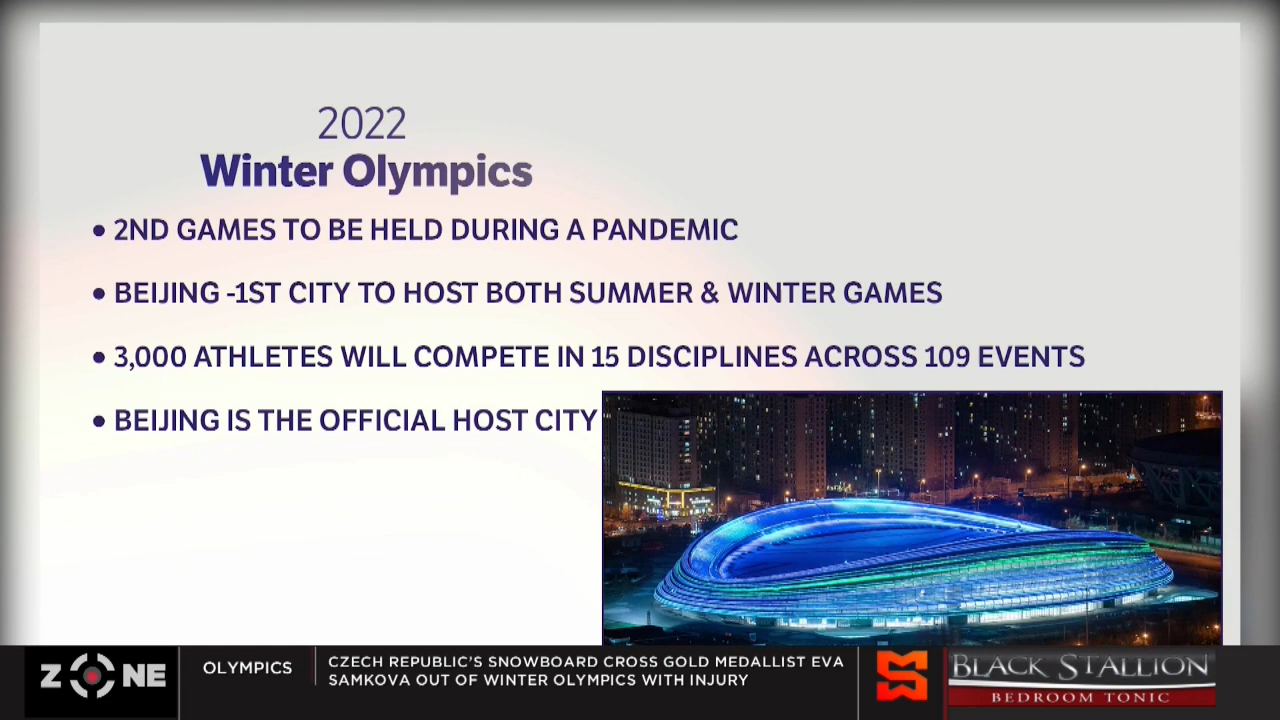 2022
Winter Olympics
• 2ND GAMES TO BE HELD DURING A PANDEMIC
• BEIJING -1ST CITY TO HOST BOTH SUMMER & WINTER GAMES
• 3,000 ATHLETES WILL COMPETE IN 15 DISCIPLINES ACROSS 109 EVENTS
• BEIJING IS THE OFFICIAL HOST CITY
ZONE
OLYMPICS
CZECH REPUBLIC'S SNOWBOARD CROSS GOLD MEDALLIST EVA
SAMKOVA OUT OF WINTER OLYMPICS WITH INJURY
BLACK STALLION
BEDROOM TONIC